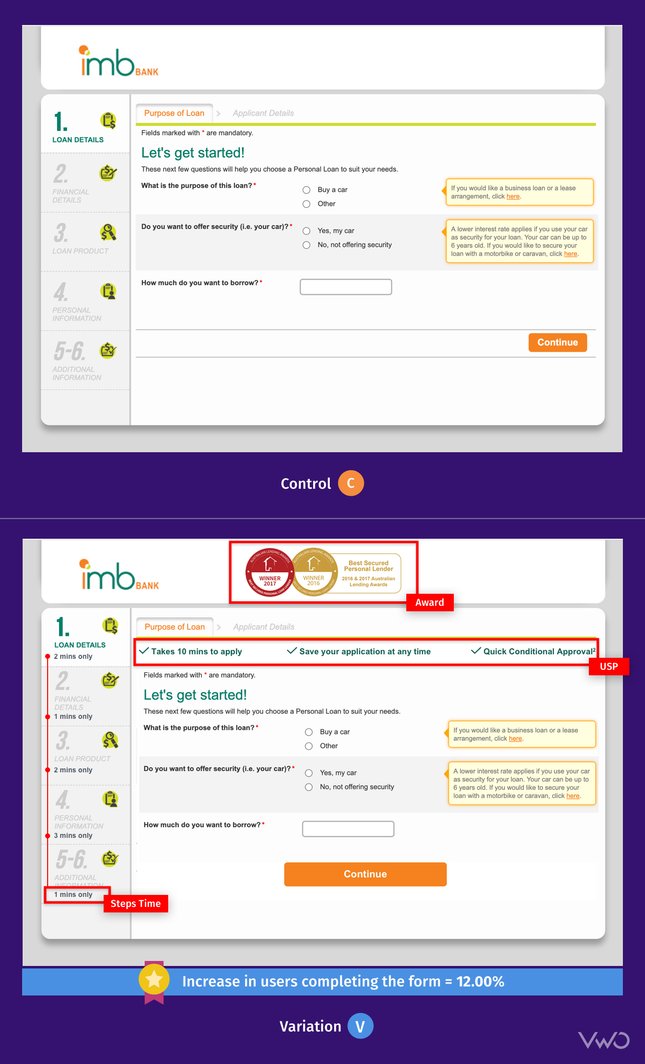 imb BANK
1.
LOAN DETAILS
2.
FINANCIAL
DETAILS
3.
LOAN PRODUCT
4.
PERSONAL
INFORMATION
5-6.
ADDITIONAL
INFORMATION
Purpose of Loan > Applicant Details
Fields marked with * are mandatory.
Let's get started!
These next few questions will help you choose a Personal Loan to suit your needs.
What is the purpose of this loan?*
Buy a car
Other
If you would like a business loan or a lease
arrangement, click here.
Do you want to offer security (i.e. your car)?*
Yes, my car
No, not offering security
A lower interest rate applies if you use your car
as security for your loan. Your car can be up to
6 years old. If you would like to secure your
loan with a motorbike or caravan, click here.
How much do you want to borrow?*
Continue
Control C
imb BANK
WINNER
2017
WINNER
2016
Best Secured
Personal Lender
2016 & 2017 Australian
Lending Awards
Award
1.
LOAN DETAILS
2 mins only
2.
FINANCIAL
DETAILS
1 mins only
3.
LOAN PRODUCT
2 mins only
4.
PERSONAL
INFORMATION
3 mins only
5-6.
ADDITIONAL
INFORMATION
1 mins only
Steps Time
Purpose of Loan > Applicant Details
Takes 10 mins to apply
Save your application at any time
Quick Conditional Approval²
USP
Fields marked with * are mandatory.
Let's get started!
These next few questions will help you choose a Personal Loan to suit your needs.
What is the purpose of this loan?*
Buy a car
Other
If you would like a business loan or a lease
arrangement, click here.
Do you want to offer security (i.e. your car)?*
Yes, my car
No, not offering security
A lower interest rate applies if you use your car
as security for your loan. Your car can be up to
6 years old. If you would like to secure your
loan with a motorbike or caravan, click here.
How much do you want to borrow?*
Continue
Increase in users completing the form = 12.00%
Variation V
VWO